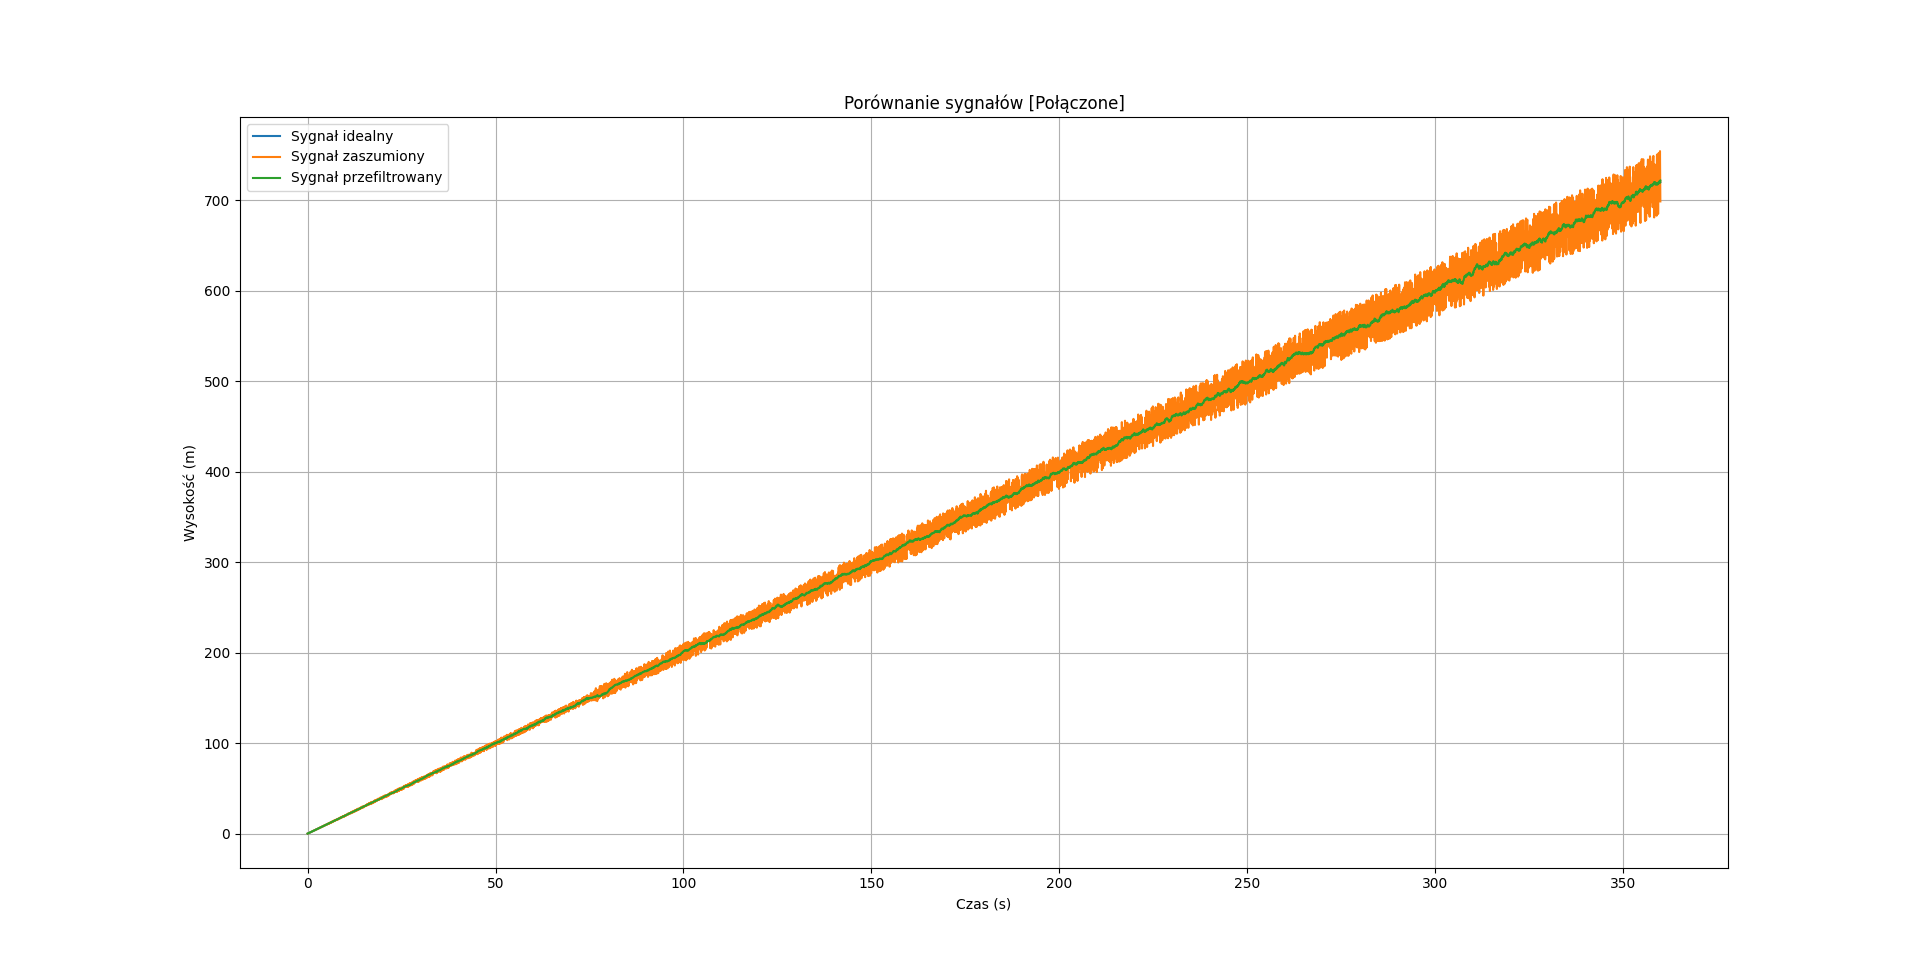 Porównanie sygnałów [Połączone]
Sygnał idealny
Sygnał zaszumiony
Sygnał przefiltrowany
Wysokość (m)
700
600
500
400
300
200
100
0
0 50 100 150 200 250 300 350
Czas (s)